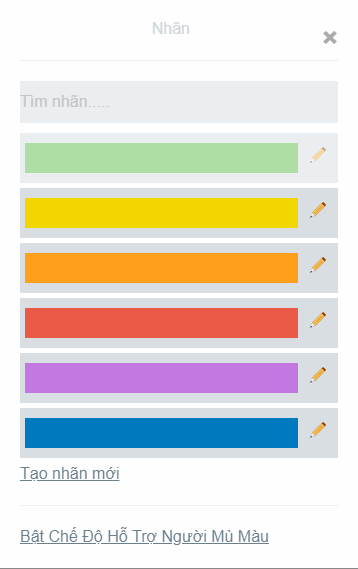 Nhãn
Tìm nhãn.....
Tạo nhãn mới
Bật Chế Độ Hỗ Trợ Người Mù Màu